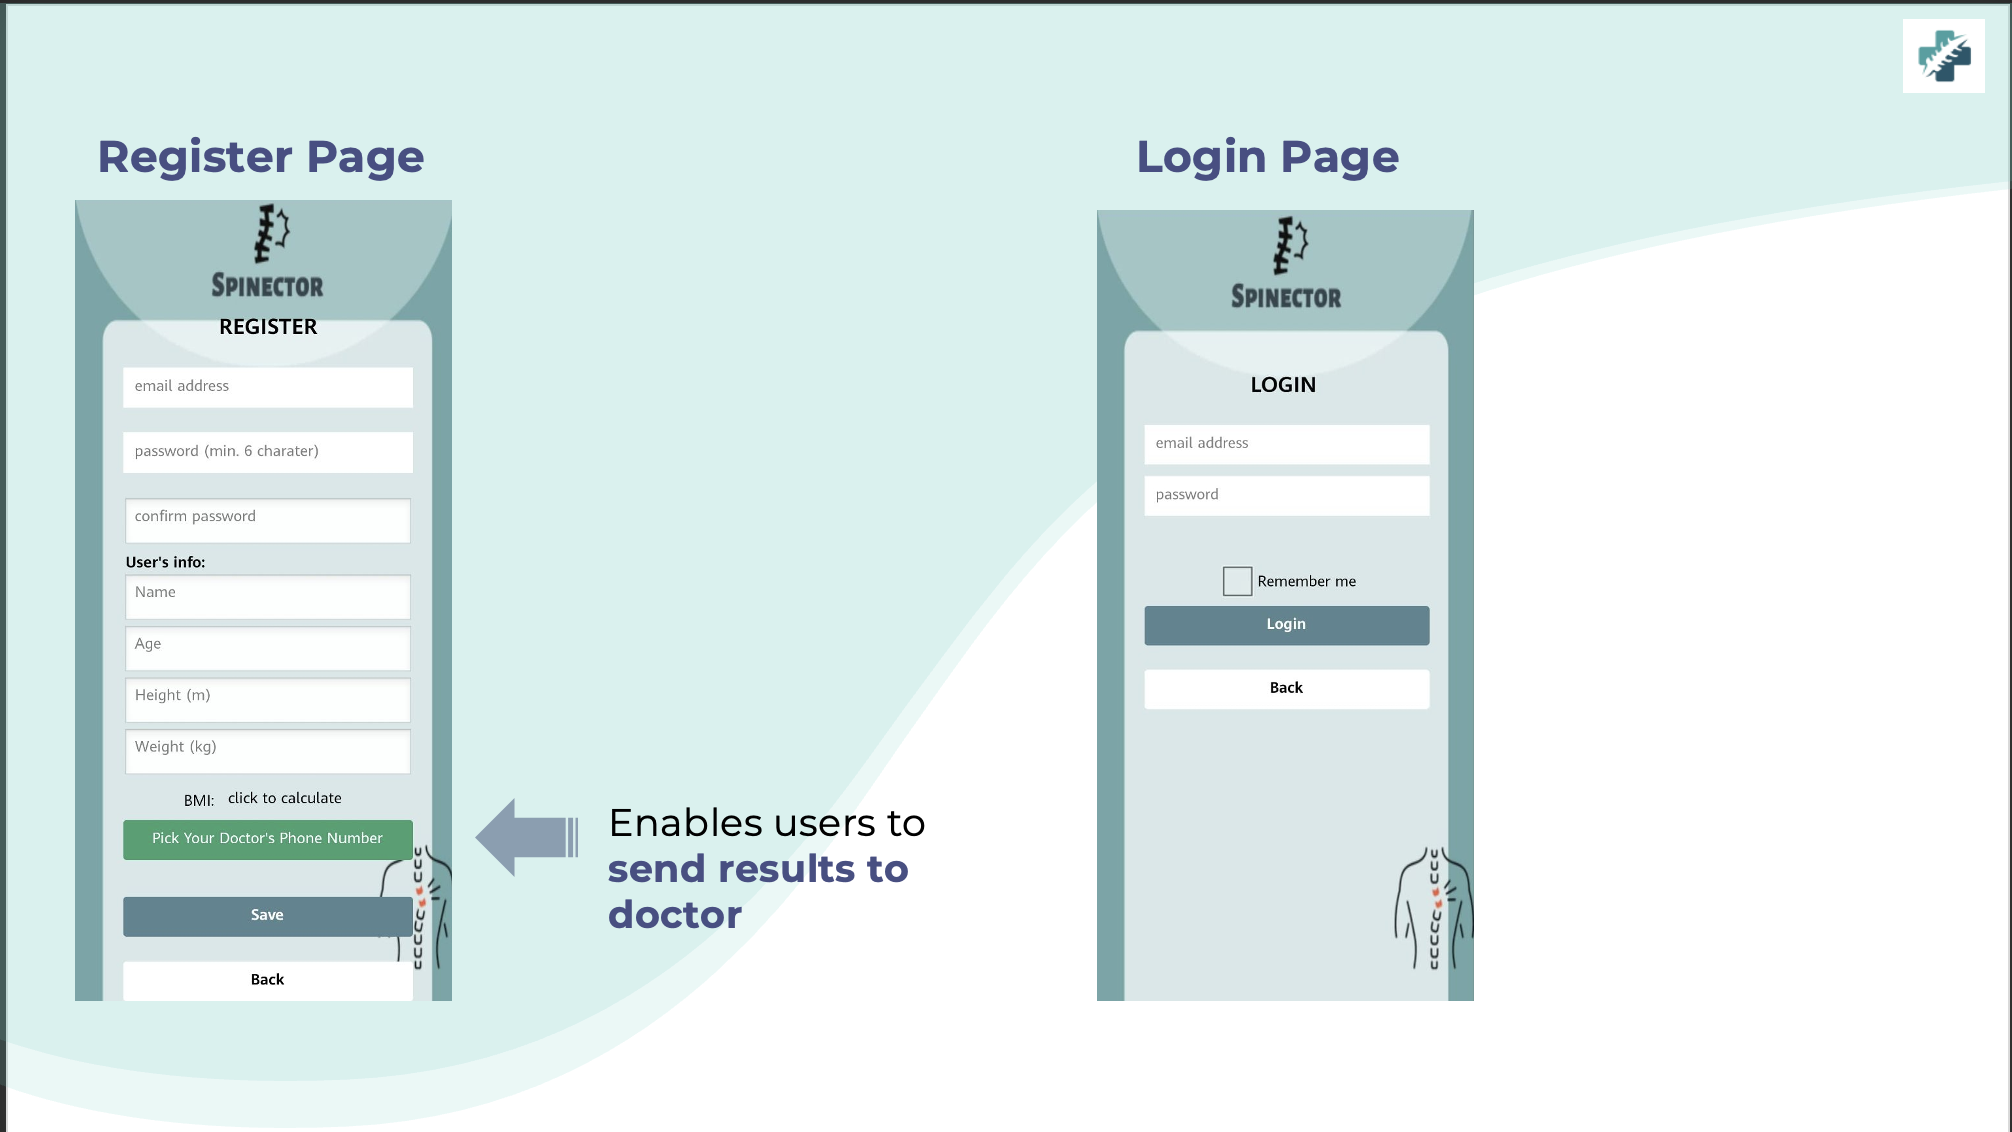 Register Page
SPINECTOR
REGISTER
email address
password (min. 6 charater)
confirm password
User's info:
Name
Age
Height (m)
Weight (kg)
BMI: click to calculate
Pick Your Doctor's Phone Number
Save
Back
Enables users to
send results to
doctor
Login Page
SPINECTOR
LOGIN
email address
password
Remember me
Login
Back